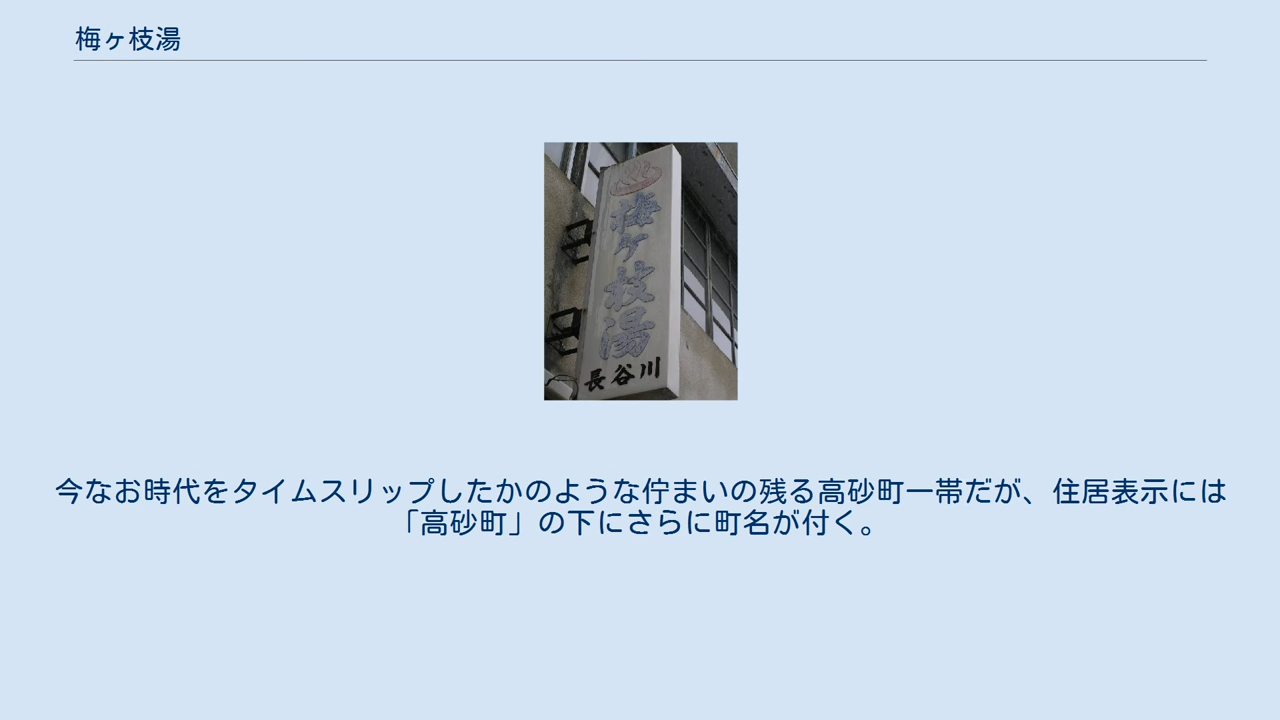 梅ヶ枝湯
梅ヶ枝湯
長谷川
今なお時代をタイムスリップしたかのような佇まいの残る高砂町一帯だが、住居表示には
「高砂町」の下にさらに町名が付く。